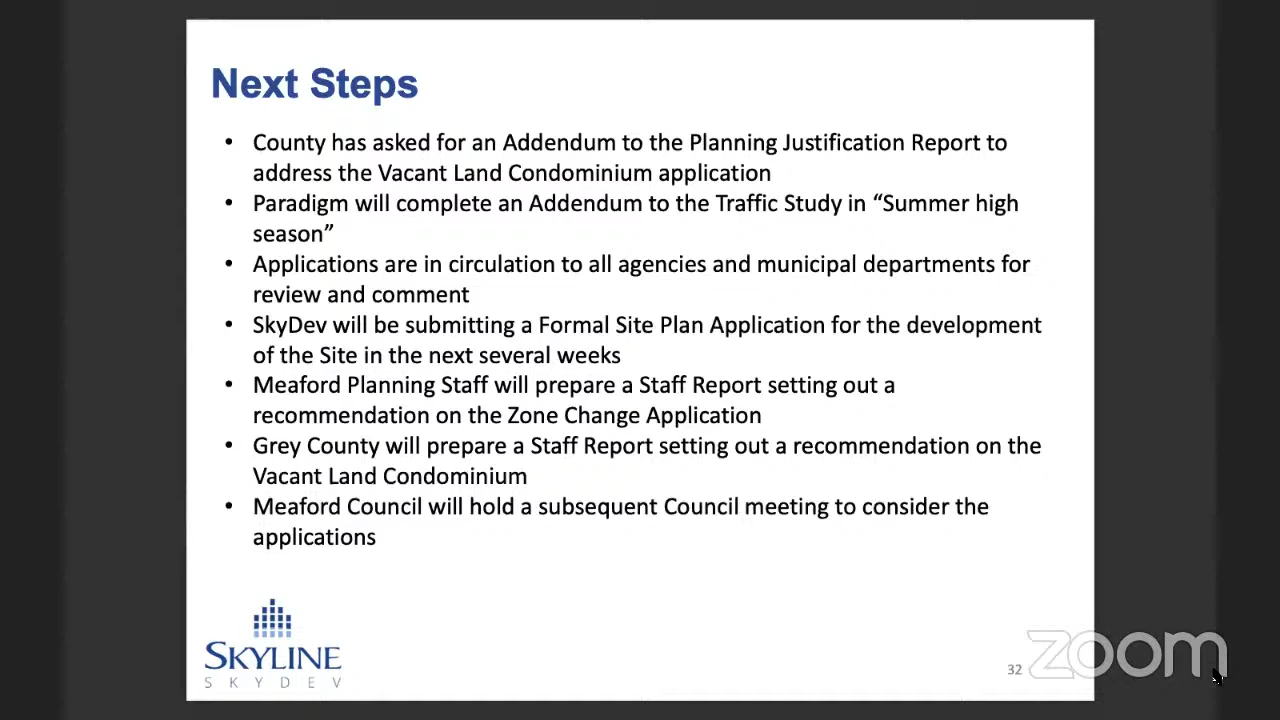 Next Steps
• County has asked for an Addendum to the Planning Justification Report to
address the Vacant Land Condominium application
• Paradigm will complete an Addendum to the Traffic Study in “Summer high
season”
• Applications are in circulation to all agencies and municipal departments for
review and comment
• SkyDev will be submitting a Formal Site Plan Application for the development
of the Site in the next several weeks
• Meaford Planning Staff will prepare a Staff Report setting out a
recommendation on the Zone Change Application
• Grey County will prepare a Staff Report setting out a recommendation on the
Vacant Land Condominium
• Meaford Council will hold a subsequent Council meeting to consider the
applications
SKYLINE
SKYDEV
32
zoom